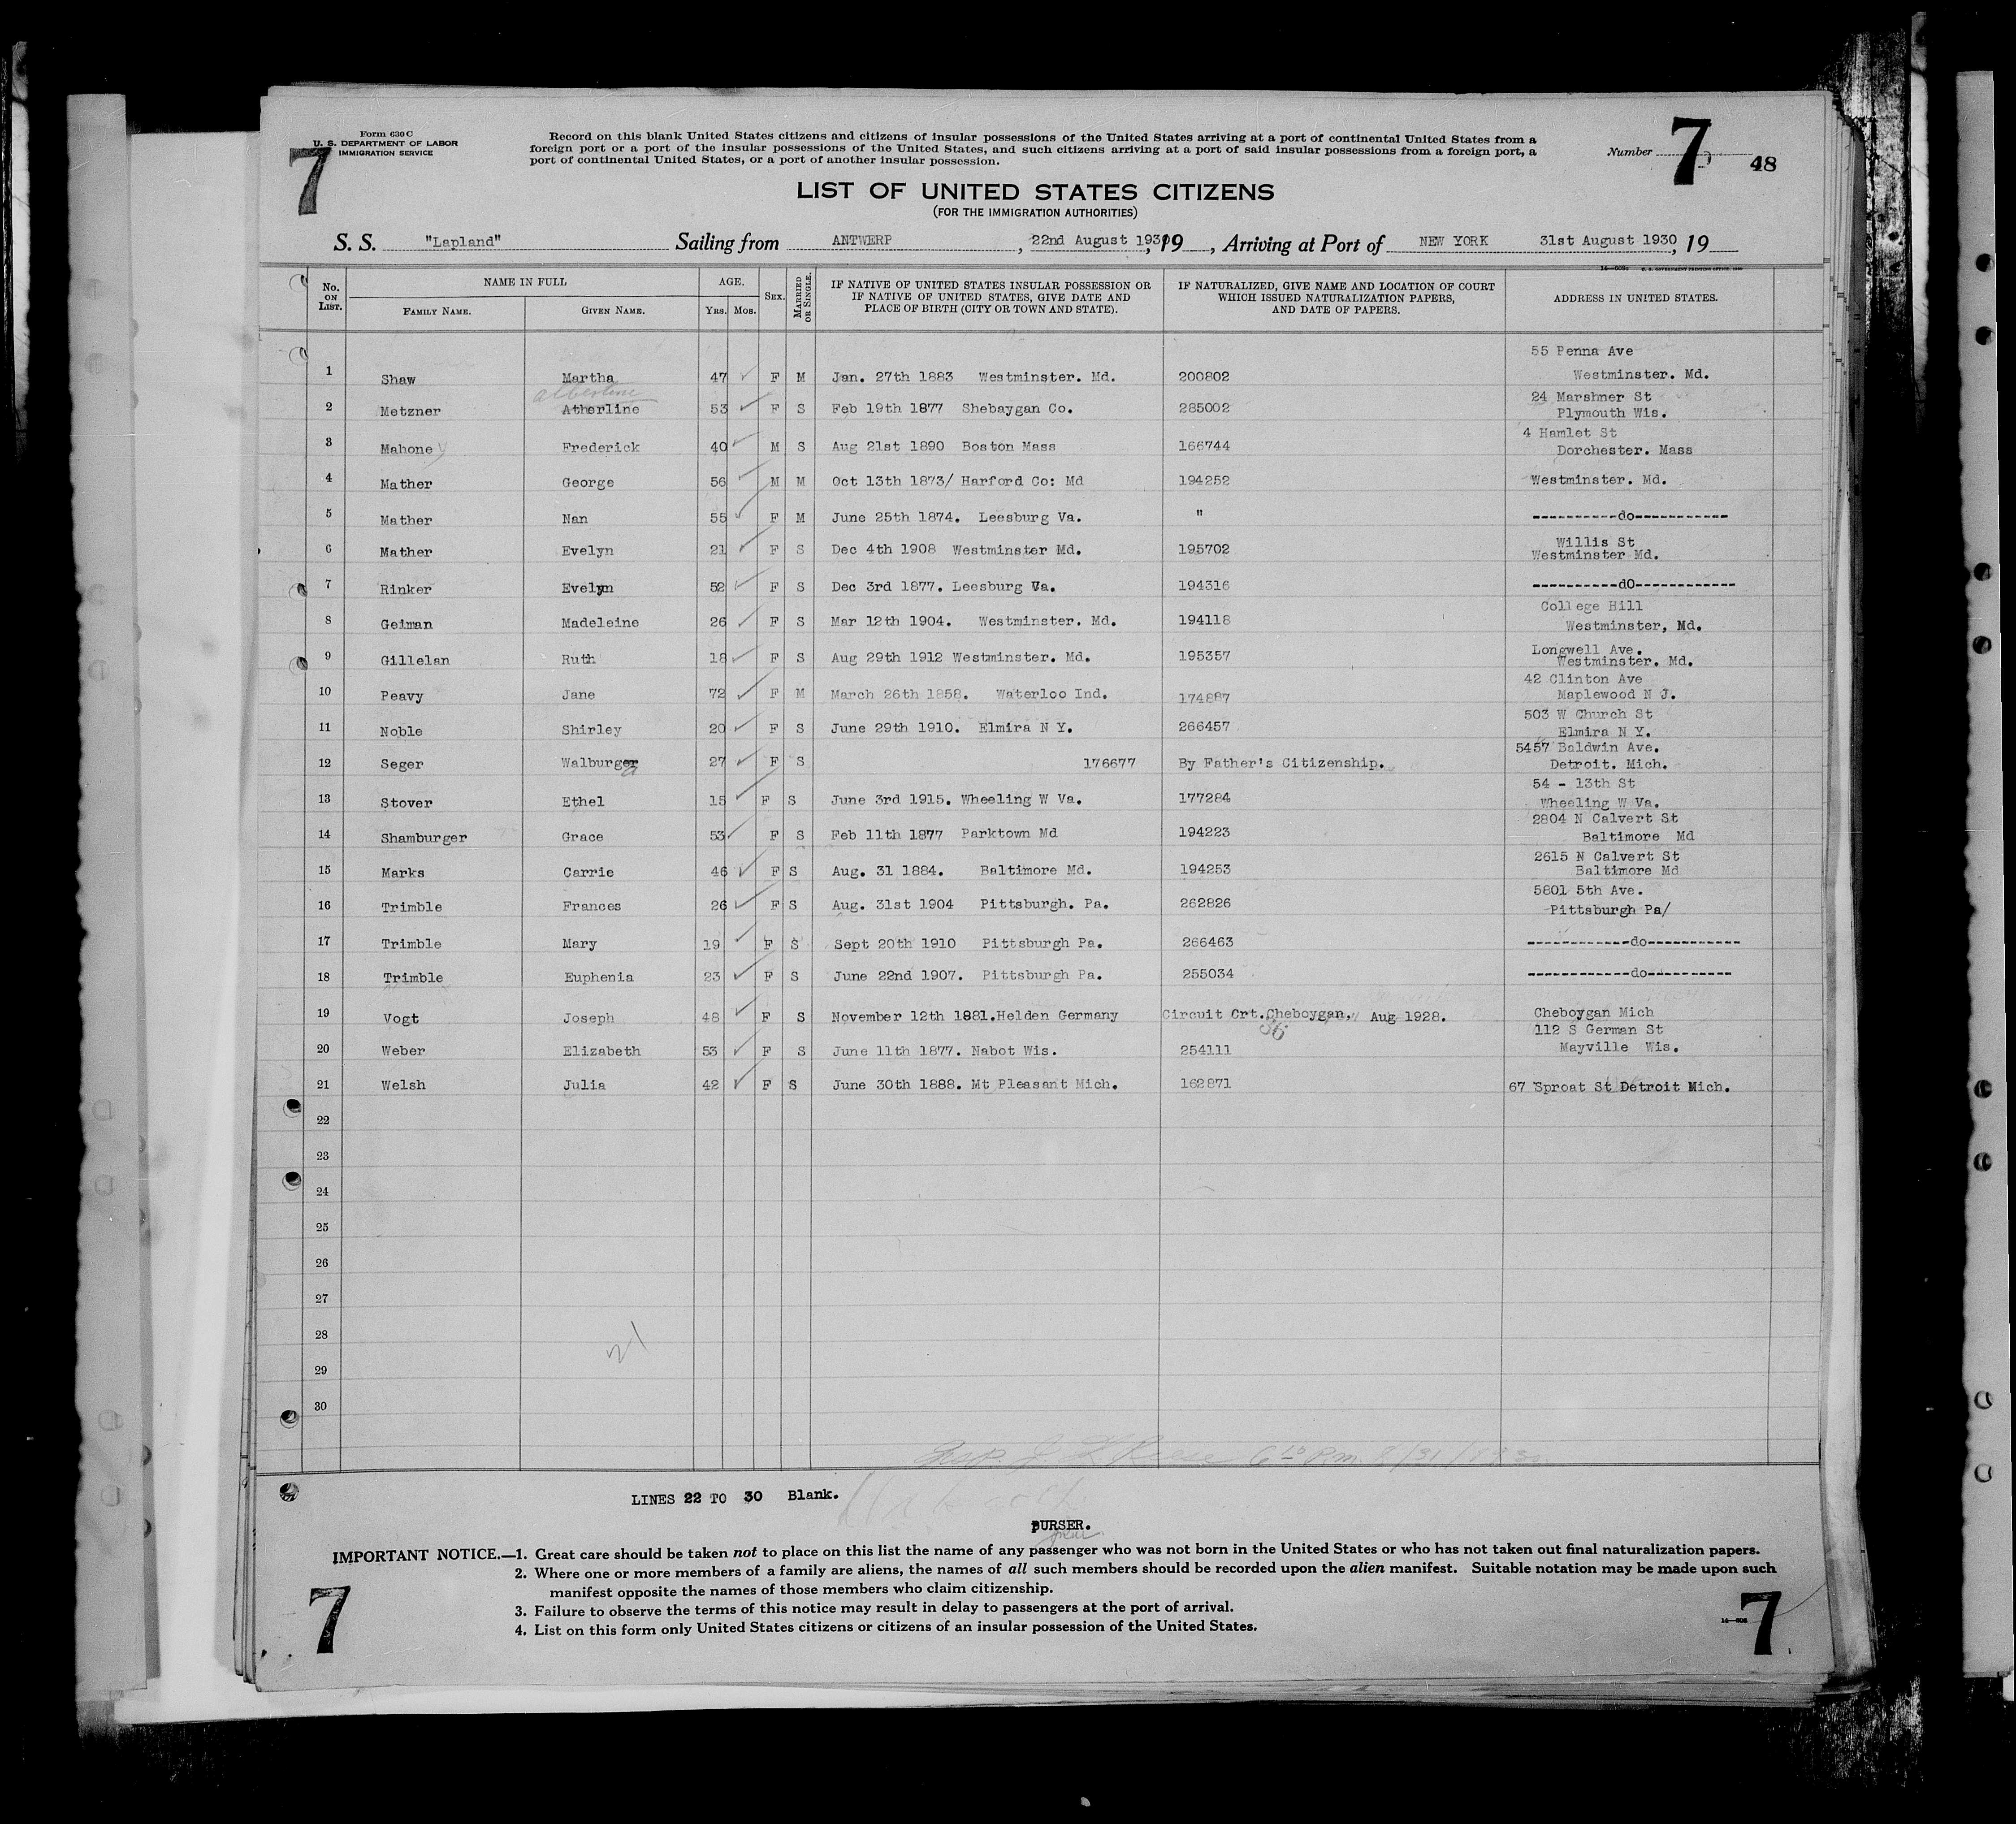 Form 630 C
U. S. DEPARTMENT OF LABOR
IMMIGRATION SERVICE
7
Record on this blank United States citizens and citizens of insular possessions of the United States arriving at a port of continental United States from a
foreign port or a port of the insular possessions of the United States, and such citizens arriving at a port of said insular possessions from a foreign port, a
port of continental United States, or a port of another insular possession.
Number 7 48
LIST OF UNITED STATES CITIZENS
(FOR THE IMMIGRATION AUTHORITIES)
S. S. "Lapland" Sailing from ANTWERP, 22nd August 1930, 19, Arriving at Port of NEW YORK 31st August 1930, 19
No. ON LIST. NAME IN FULL FAMILY NAME. GIVEN NAME. AGE. YRS. MOS. SEX. MARRIED OR SINGLE. IF NATIVE OF UNITED STATES INSULAR POSSESSION OR IF NATIVE OF UNITED STATES, GIVE DATE AND PLACE OF BIRTH (CITY OR TOWN AND STATE). IF NATURALIZED, GIVE NAME AND LOCATION OF COURT WHICH ISSUED NATURALIZATION PAPERS, AND DATE OF PAPERS. ADDRESS IN UNITED STATES.
55 Penna Ave
1 Shaw Martha 47 F M Jan. 27th 1883 Westminster. Md. 200802 Westminster. Md.
albertine
24 Marshner St
2 Metzner Atherline 53 F S Feb 19th 1877 Shebaygan Co. 285002 Plymouth Wis.
4 Hamlet St
3 Mahoney Frederick 40 M S Aug 21st 1890 Boston Mass 166744 Dorchester. Mass
4 Mather George 56 M M Oct 13th 1873/ Harford Co: Md 194252 Westminster. Md.
5 Mather Nan 55 F M June 25th 1874. Leesburg Va. " ----------do-----------
Willis St
6 Mather Evelyn 21 F S Dec 4th 1908 Westminster Md. 195702 Westminster Md.
7 Rinker Evelyn 52 F S Dec 3rd 1877. Leesburg Va. 194316 ----------dO------------
College Hill
8 Geiman Madeleine 26 F S Mar 12th 1904. Westminster. Md. 194118 Westminster, Md.
Longwell Ave.
9 Gillelan Ruth 18 F S Aug 29th 1912 Westminster. Md. 195357 Westminster. Md.
42 Clinton Ave
10 Peavy Jane 72 F M March 26th 1858. Waterloo Ind. 174887 Maplewood N J.
503 W Church St
11 Noble Shirley 20 F S June 29th 1910. Elmira N Y. 266457 Elmira N Y.
5457 Baldwin Ave.
12 Seger Walburger a 27 F S 176677 By Father's Citizenship. Detroit. Mich.
54 - 13th St
13 Stover Ethel 15 F S June 3rd 1915. Wheeling W Va. 177284 Wheeling W Va.
2804 N Calvert St
14 Shamburger Grace 53 F S Feb 11th 1877 Parktown Md 194223 Baltimore Md
2615 N Calvert St
15 Marks Carrie 46 F S Aug. 31 1884. Baltimore Md. 194253 Baltimore Md
5801 5th Ave.
16 Trimble Frances 26 F S Aug. 31st 1904 Pittsburgh. Pa. 262826 Pittsburgh Pa/
17 Trimble Mary 19 F S Sept 20th 1910 Pittsburgh Pa. 266463 ------------do-----------
18 Trimble Euphenia 23 F S June 22nd 1907. Pittsburgh Pa. 255034 ------------do----------
19 Vogt Joseph 48 F S November 12th 1881.Helden Germany Circuit Crt.Cheboygan, Aug 1928. Cheboygan Mich
36
112 S German St
20 Weber Elizabeth 53 F S June 11th 1877. Nabot Wis. 254111 Mayville Wis.
21 Welsh Julia 42 F S June 30th 1888. Mt Pleasant Mich. 162871 67 Sproat St Detroit Mich.
22
23
24
25
26
27
28
21
29
30
LINES 22 TO 30 Blank.
PURSER.
IMPORTANT NOTICE.—1. Great care should be taken not to place on this list the name of any passenger who was not born in the United States or who has not taken out final naturalization papers.
2. Where one or more members of a family are aliens, the names of all such members should be recorded upon the alien manifest. Suitable notation may be made upon such
manifest opposite the names of those members who claim citizenship.
3. Failure to observe the terms of this notice may result in delay to passengers at the port of arrival.
4. List on this form only United States citizens or citizens of an insular possession of the United States.
7
7